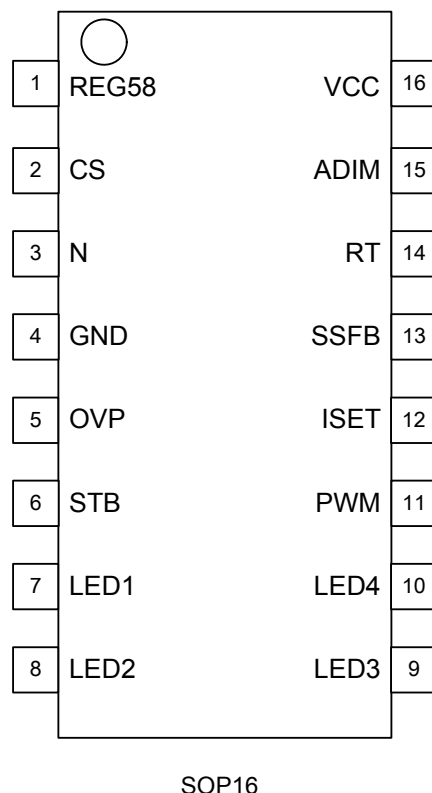 1 REG58 VCC 16
2 CS ADIM 15
3 N RT 14
4 GND SSFB 13
5 OVP ISET 12
6 STB PWM 11
7 LED1 LED4 10
8 LED2 LED3 9
SOP16